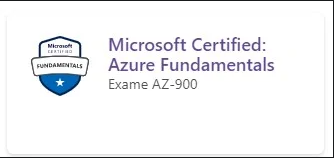 Microsoft
CERTIFIED
FUNDAMENTALS
Microsoft Certified:
Azure Fundamentals
Exame AZ-900